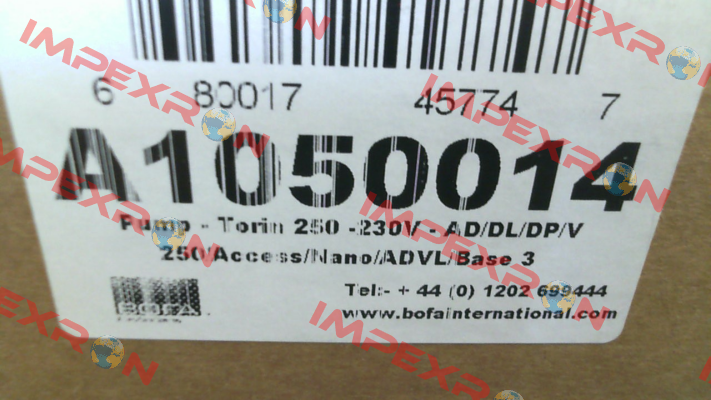 6 80017 45774 7
A1050014
Pump - Torin 250 -230V - AD/DL/DP/V
250/Access/Nano/ADVL/Base 3
Tel:- + 44 (0) 1202 699444
www.bofainternational.com
BOFA
IMPEXRON
IMPEXRON
IMPEXRON
IMPEXRON
IMPEXRON
IMPEXRON